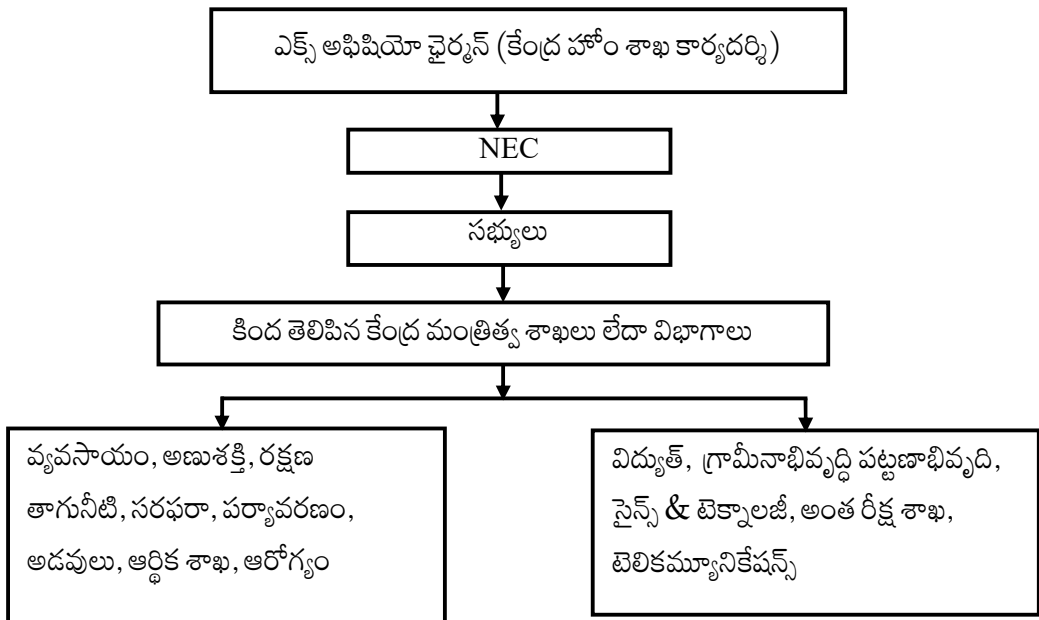 ఎక్స్ అఫిషియో ఛైర్మన్ (కేంద్ర హోం శాఖ కార్యదర్శి)
NEC
సభ్యులు
కింద తెలిపిన కేంద్ర మంత్రిత్వ శాఖలు లేదా విభాగాలు
వ్యవసాయం, అణుశక్తి, రక్షణ
తాగునీటి, సరఫరా, పర్యావరణం,
అడవులు, ఆర్థిక శాఖ, ఆరోగ్యం
విద్యుత్, గ్రామీనాభివృద్ధి పట్టణాభివృది,
సైన్స్ & టెక్నాలజీ, అంత రీక్ష శాఖ,
టెలికమ్యూనికేషన్స్